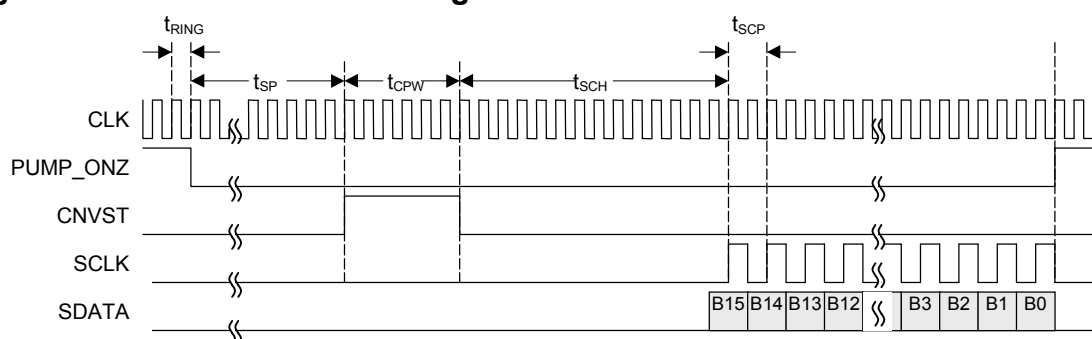 tRING
tSCP
tSP
tCPW
tSCH
CLK
PUMP_ONZ
CNVST
SCLK
SDATA
B15 B14 B13 B12 B3 B2 B1 B0